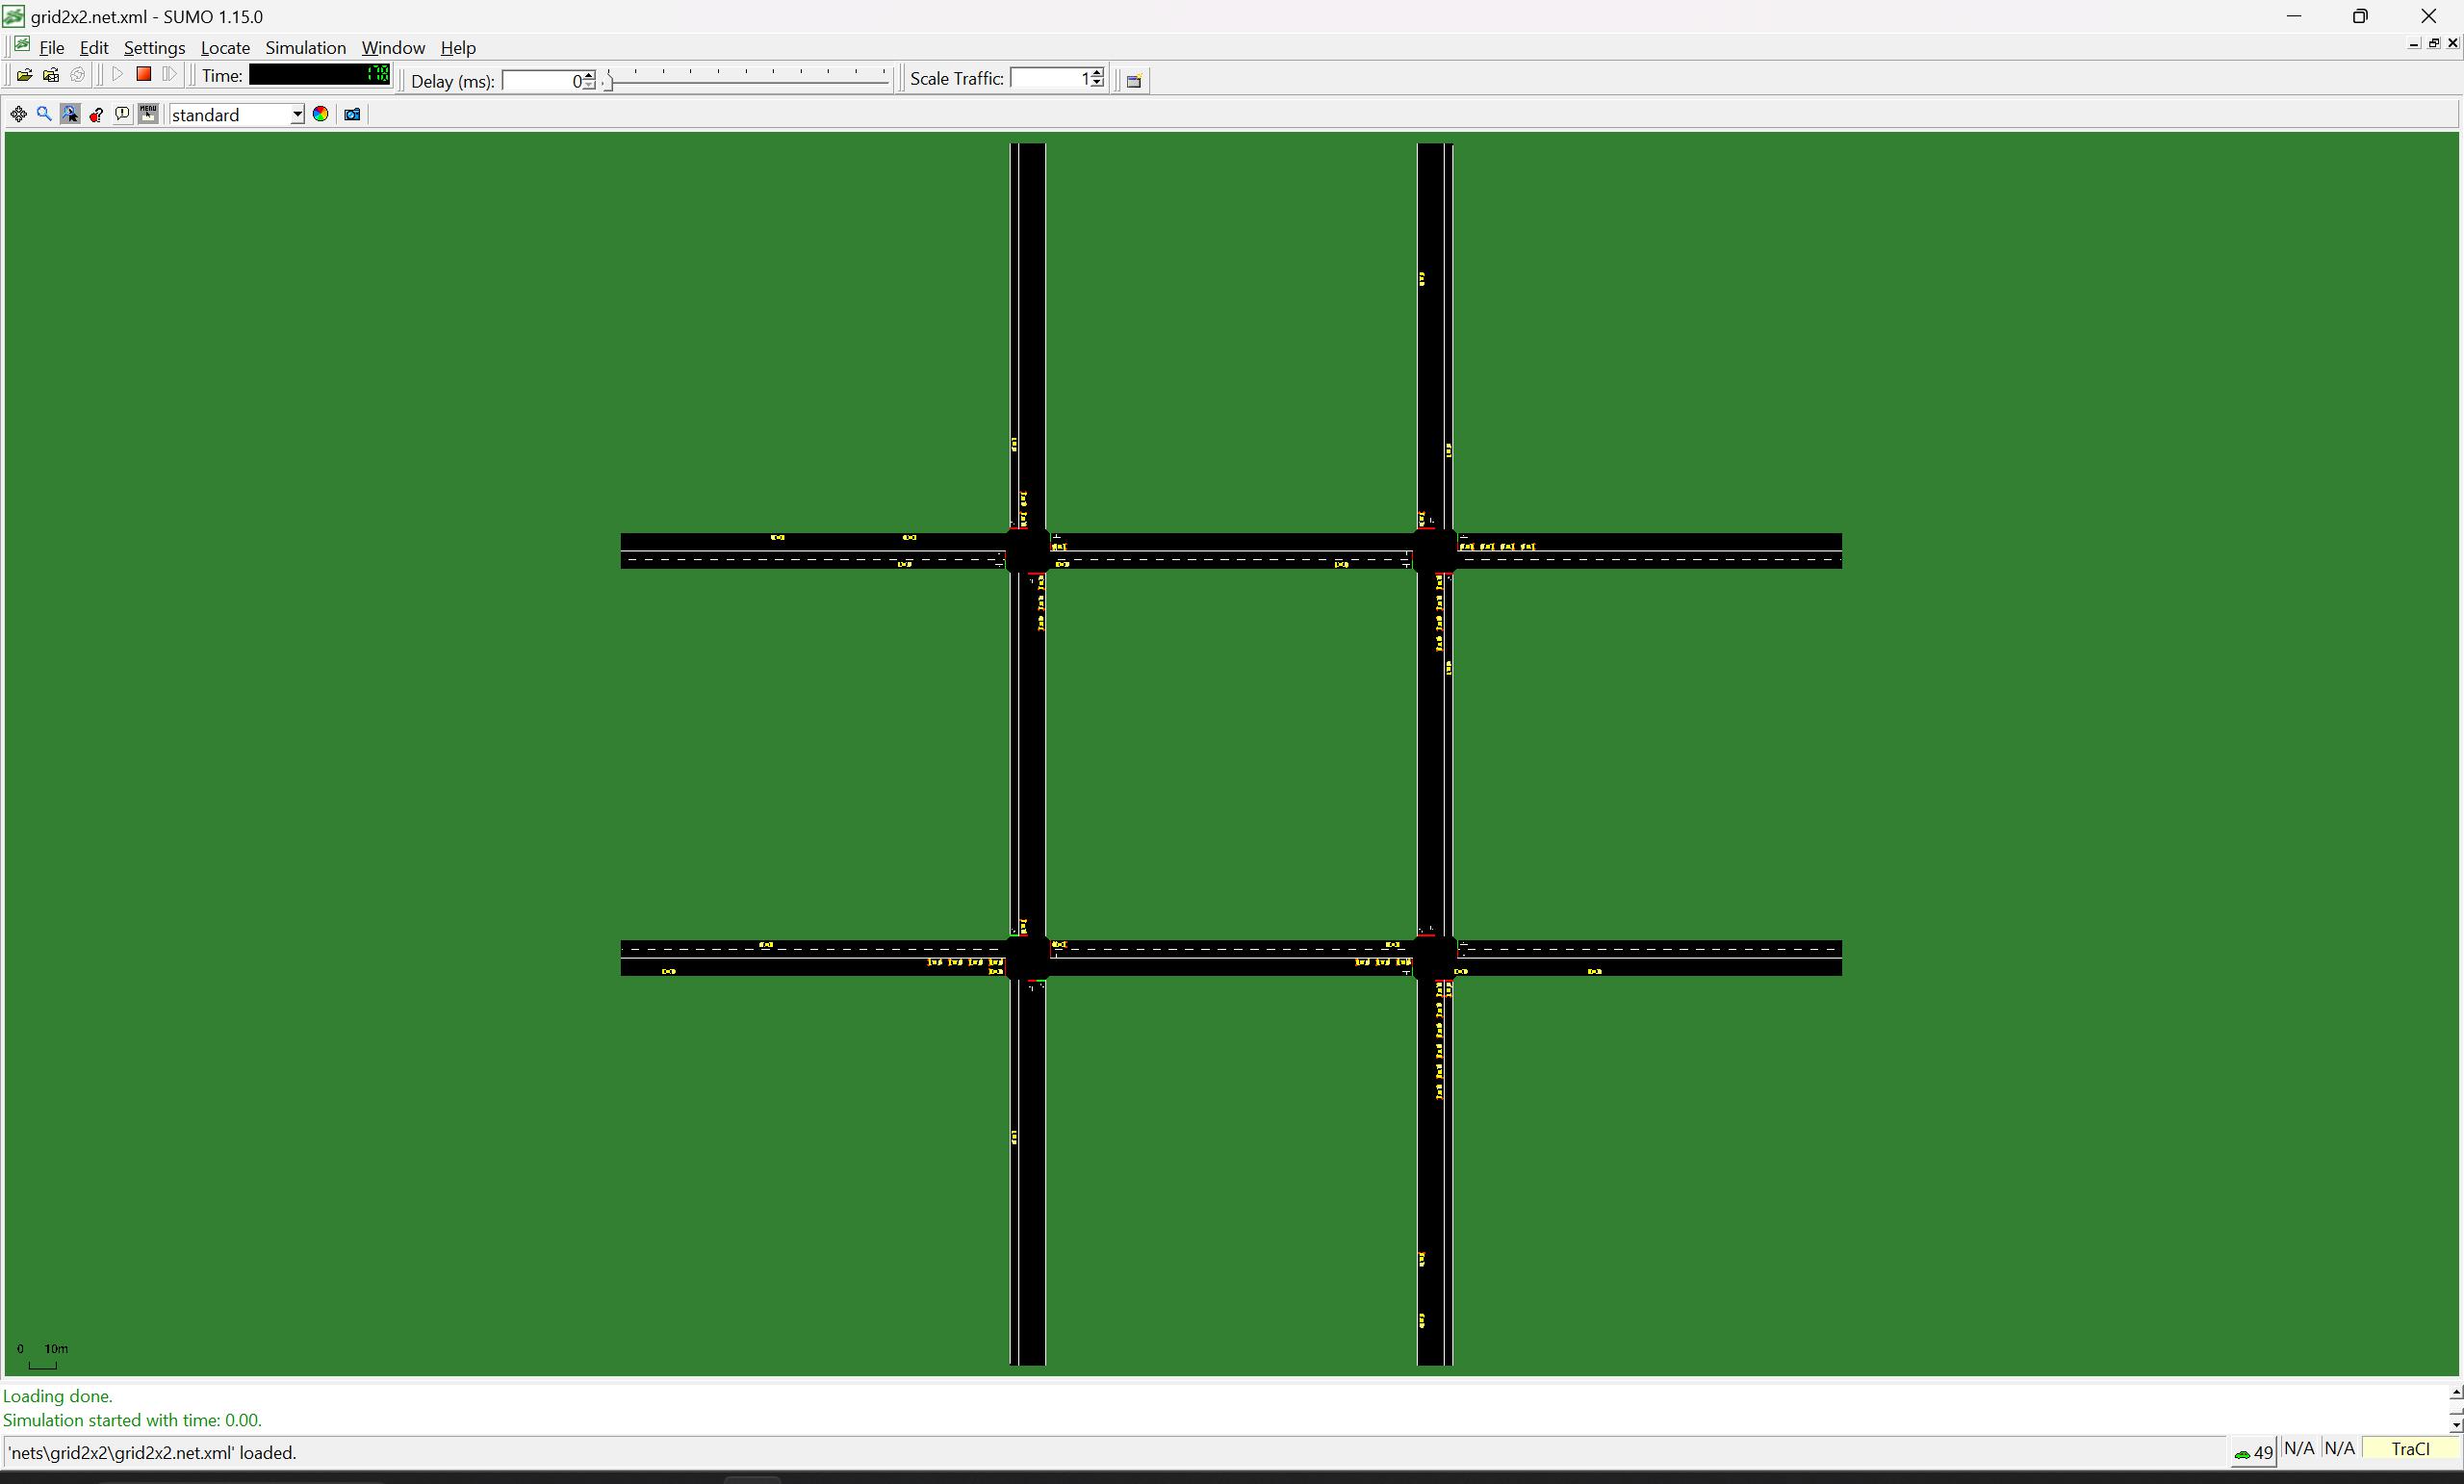 grid2x2.net.xml - SUMO 1.15.0
File Edit Settings Locate Simulation Window Help
Time: 178 Delay (ms): 0 Scale Traffic: 1
MENU standard
0 10m
Loading done.
Simulation started with time: 0.00.
'nets\grid2x2\grid2x2.net.xml' loaded. 49 N/A N/A TraCI